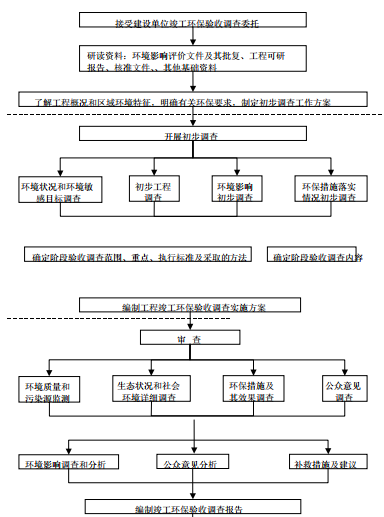 接受建设单位竣工环保验收调查委托
研读资料：环境影响评价文件及其批复、工程可研
报告、核准文件、、其他基础资料
了解工程概况和区域环境特征，明确有关环保要求，制定初步调查工作方案
开展初步调查
环境状况和环境敏
感目标调查
初步工程
调查
环境影响
初步调查
环保措施落实
情况初步调查
确定阶段验收调查范围、重点、执行标准及采取的方法
确定阶段验收调查内容
编制工程竣工环保验收调查实施方案
审 查
环境质量和
污染源监测
生态状况和社会
环境详细调查
环保措施及
其效果调查
公众意见
调查
环境影响调查和分析
公众意见分析
补救措施及建议
编制竣工环保验收调查报告